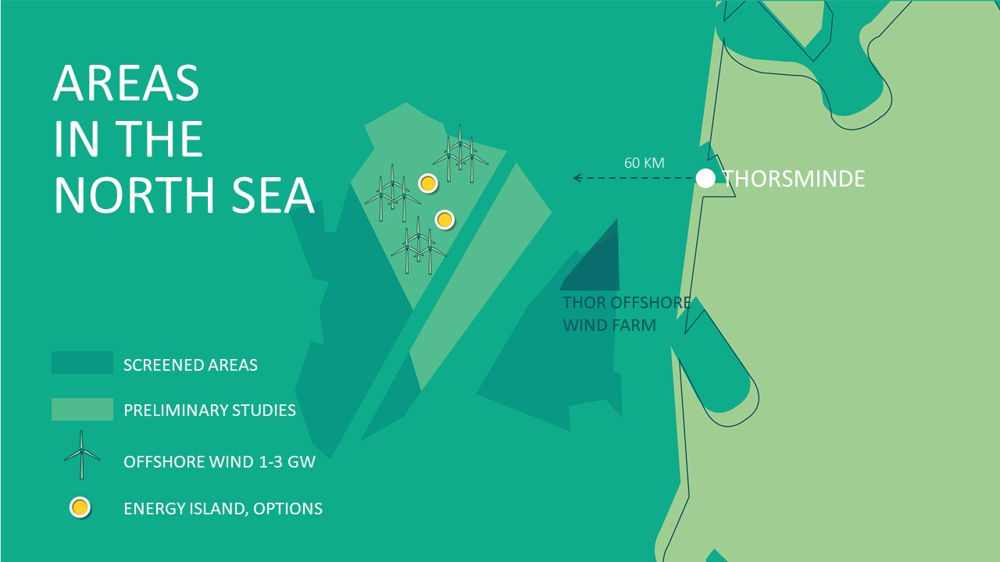 AREAS
IN THE
NORTH SEA
60 KM
THORSMINDE
THOR OFFSHORE
WIND FARM
SCREENED AREAS
PRELIMINARY STUDIES
OFFSHORE WIND 1-3 GW
ENERGY ISLAND, OPTIONS